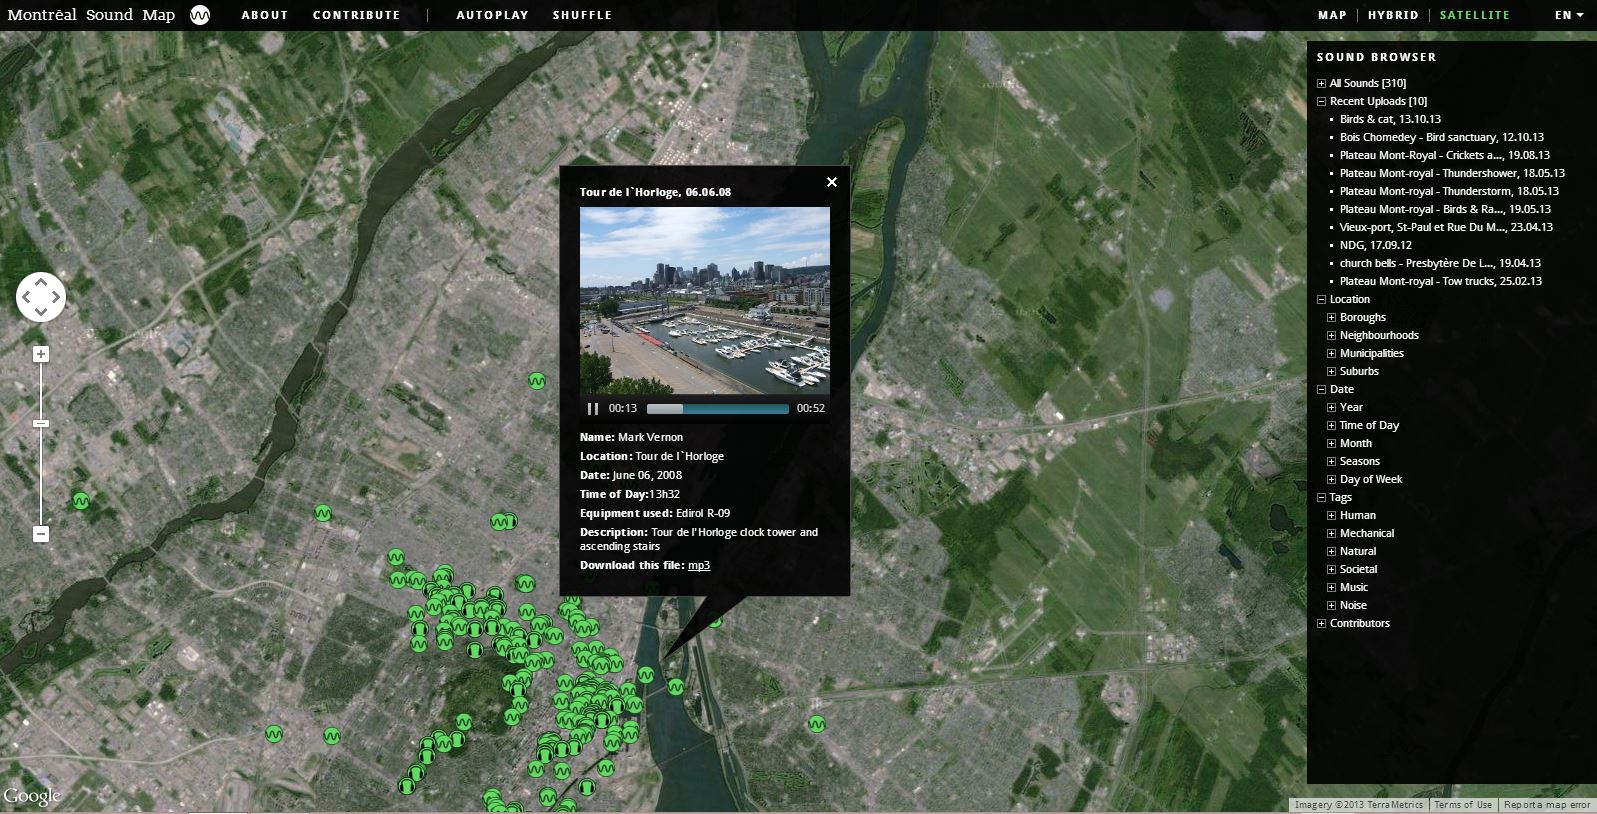 Montréal Sound Map
ABOUT
CONTRIBUTE
AUTOPLAY
SHUFFLE
MAP
HYBRID
SATELLITE
EN
Tour de l`Horloge, 06.06.08
00:13
00:52
Name: Mark Vernon
Location: Tour de l`Horloge
Date: June 06, 2008
Time of Day:13h32
Equipment used: Edirol R-09
Description: Tour de l'Horloge clock tower and
ascending stairs
Download this file: mp3
SOUND BROWSER
All Sounds [310]
Recent Uploads [10]
Birds & cat, 13.10.13
Bois Chomedey - Bird sanctuary, 12.10.13
Plateau Mont-Royal - Crickets a..., 19.08.13
Plateau Mont-royal - Thundershower, 18.05.13
Plateau Mont-royal - Thunderstorm, 18.05.13
Plateau Mont-royal - Birds & Ra..., 19.05.13
Vieux-port, St-Paul et Rue Du M..., 23.04.13
NDG, 17.09.12
church bells - Presbytère De L..., 19.04.13
Plateau Mont-royal - Tow trucks, 25.02.13
Location
Boroughs
Neighbourhoods
Municipalities
Suburbs
Date
Year
Time of Day
Month
Seasons
Day of Week
Tags
Human
Mechanical
Natural
Societal
Music
Noise
Contributors
Google
Imagery ©2013 TerraMetrics
Terms of Use
Report a map error